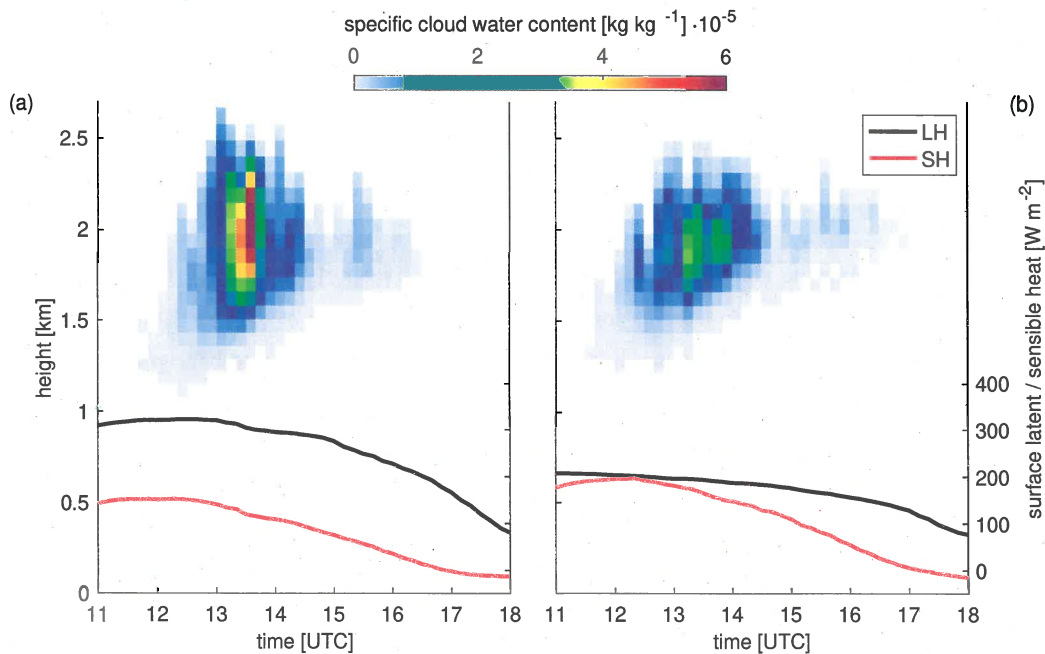 specific cloud water content [kg kg -1] ·10-5
0 2 4 6
(a)
(b)
LH
SH
2.5
2
1.5
1
0.5
0
height [km]
400
300
200
100
0
surface latent / sensible heat [W m-2]
11 12 13 14 15 16 17 18
11 12 13 14 15 16 17 18
time [UTC]
time [UTC]